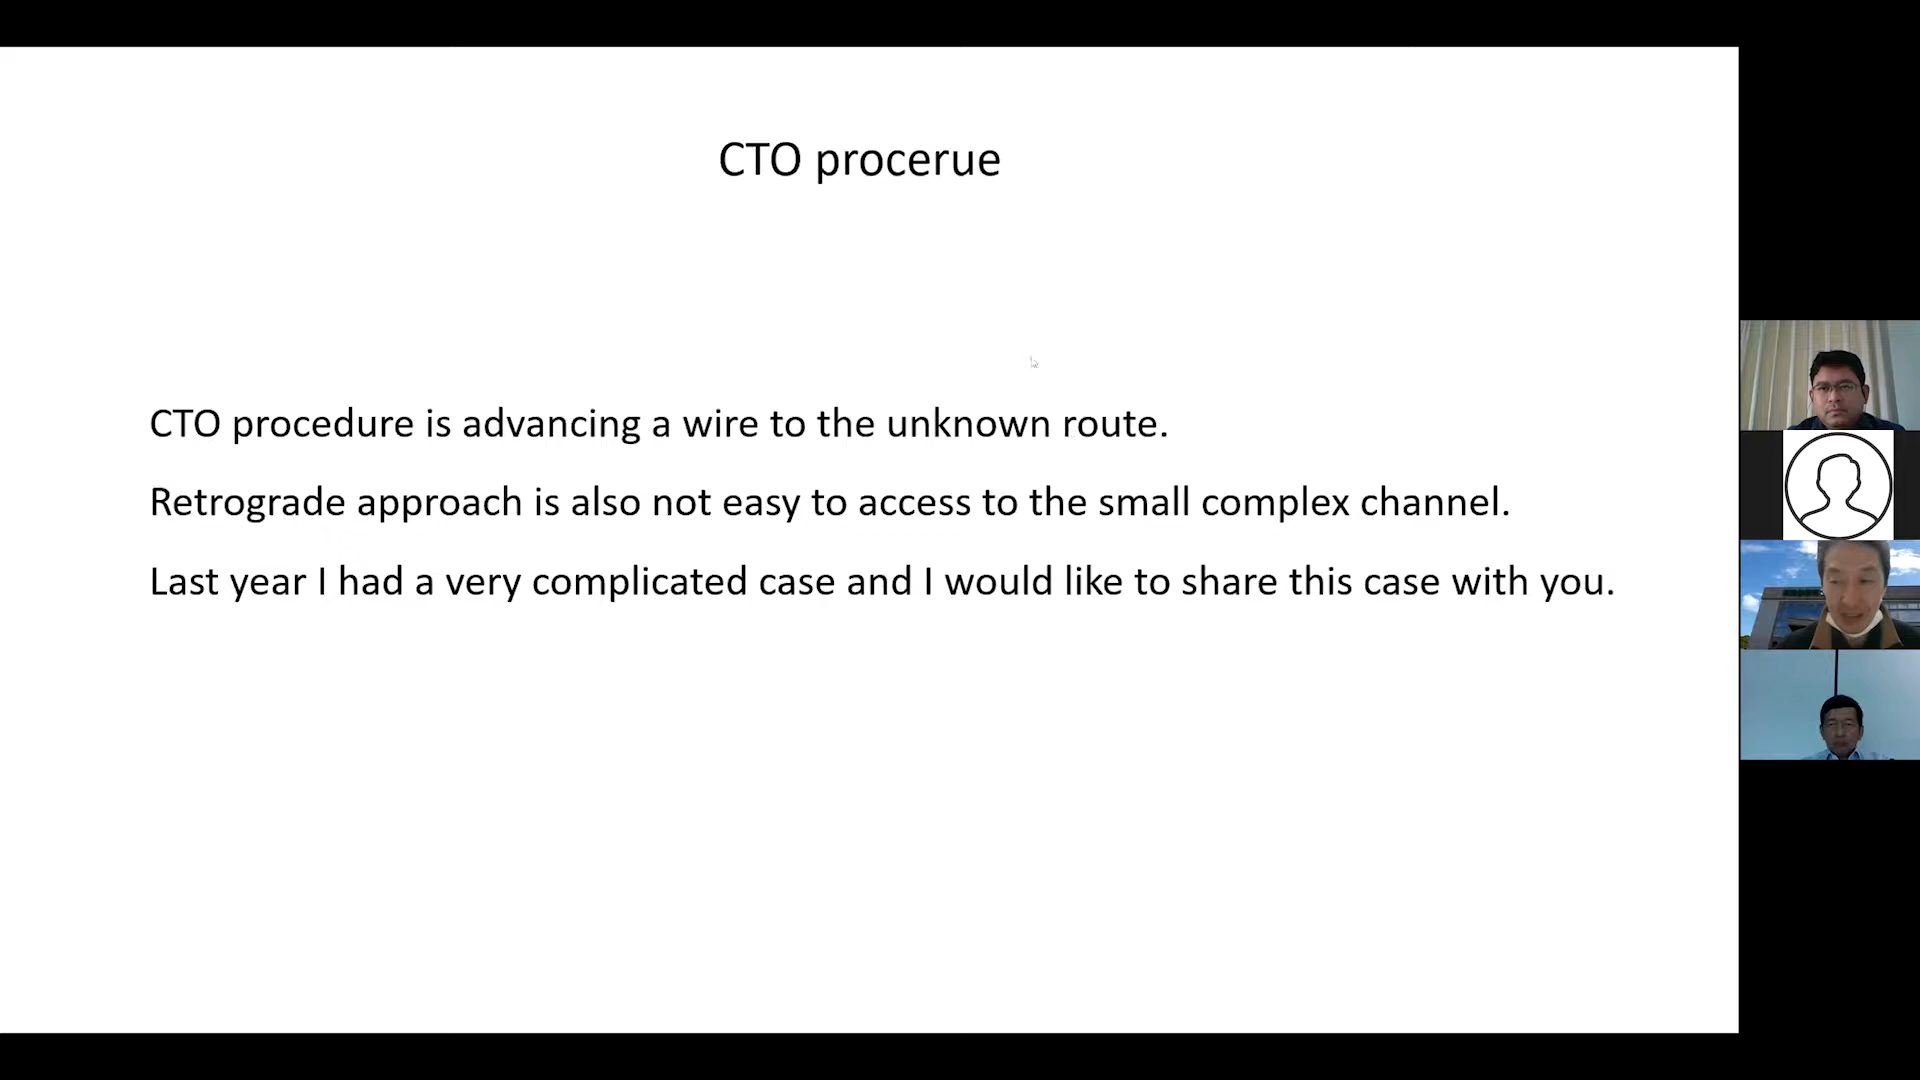 CTO procerue
CTO procedure is advancing a wire to the unknown route.
Retrograde approach is also not easy to access to the small complex channel.
Last year I had a very complicated case and I would like to share this case with you.